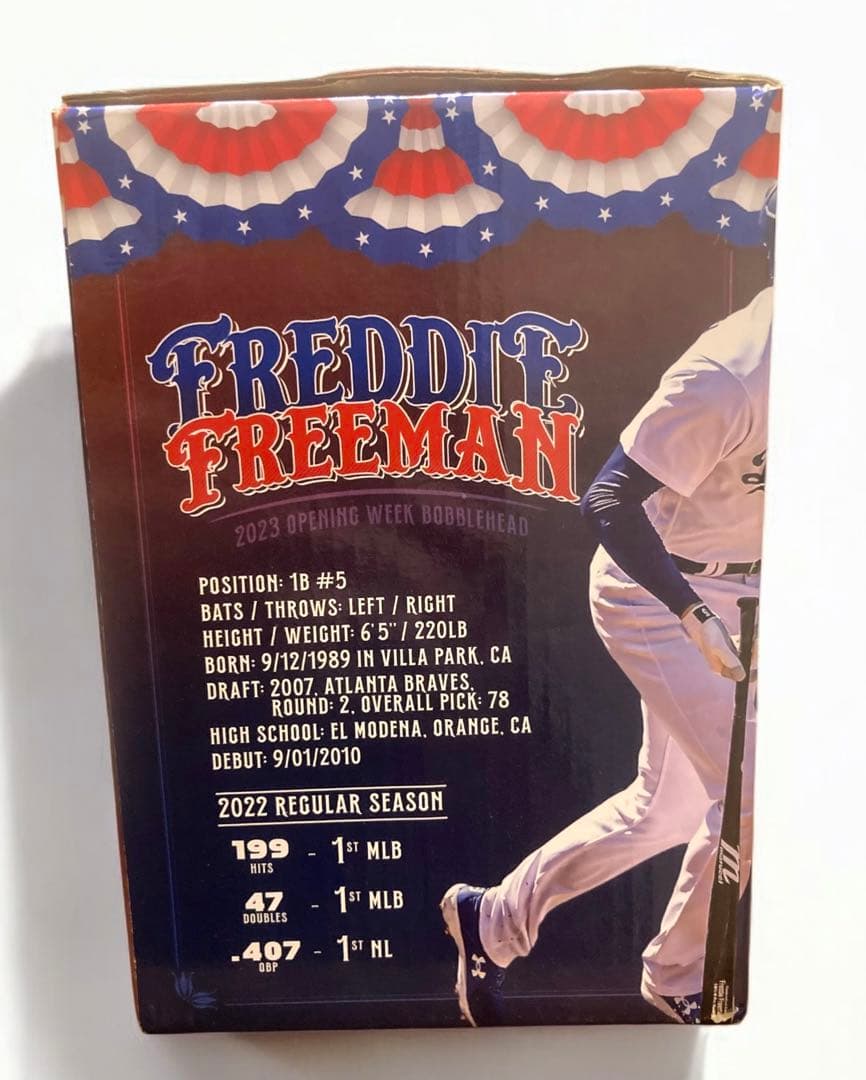 FREDDIE
FREEMAN
2023 OPENING WEEK BOBBLEHEAD
POSITION: 1B #5
BATS / THROWS: LEFT / RIGHT
HEIGHT / WEIGHT: 6'5" / 220LB
BORN: 9/12/1989 IN VILLA PARK, CA
DRAFT: 2007, ATLANTA BRAVES,
ROUND: 2, OVERALL PICK: 78
HIGH SCHOOL: EL MODENA, ORANGE, CA
DEBUT: 9/01/2010
2022 REGULAR SEASON
199 - 1ST MLB
HITS
47 - 1ST MLB
DOUBLES
.407 - 1ST NL
OBP